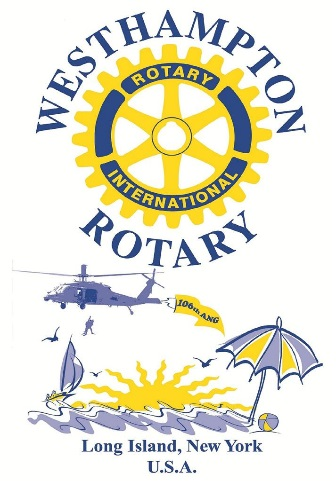 WESTHAMPTON
ROTARY
INTERNATIONAL
ROTARY
106th ANG
Long Island, New York
U.S.A.